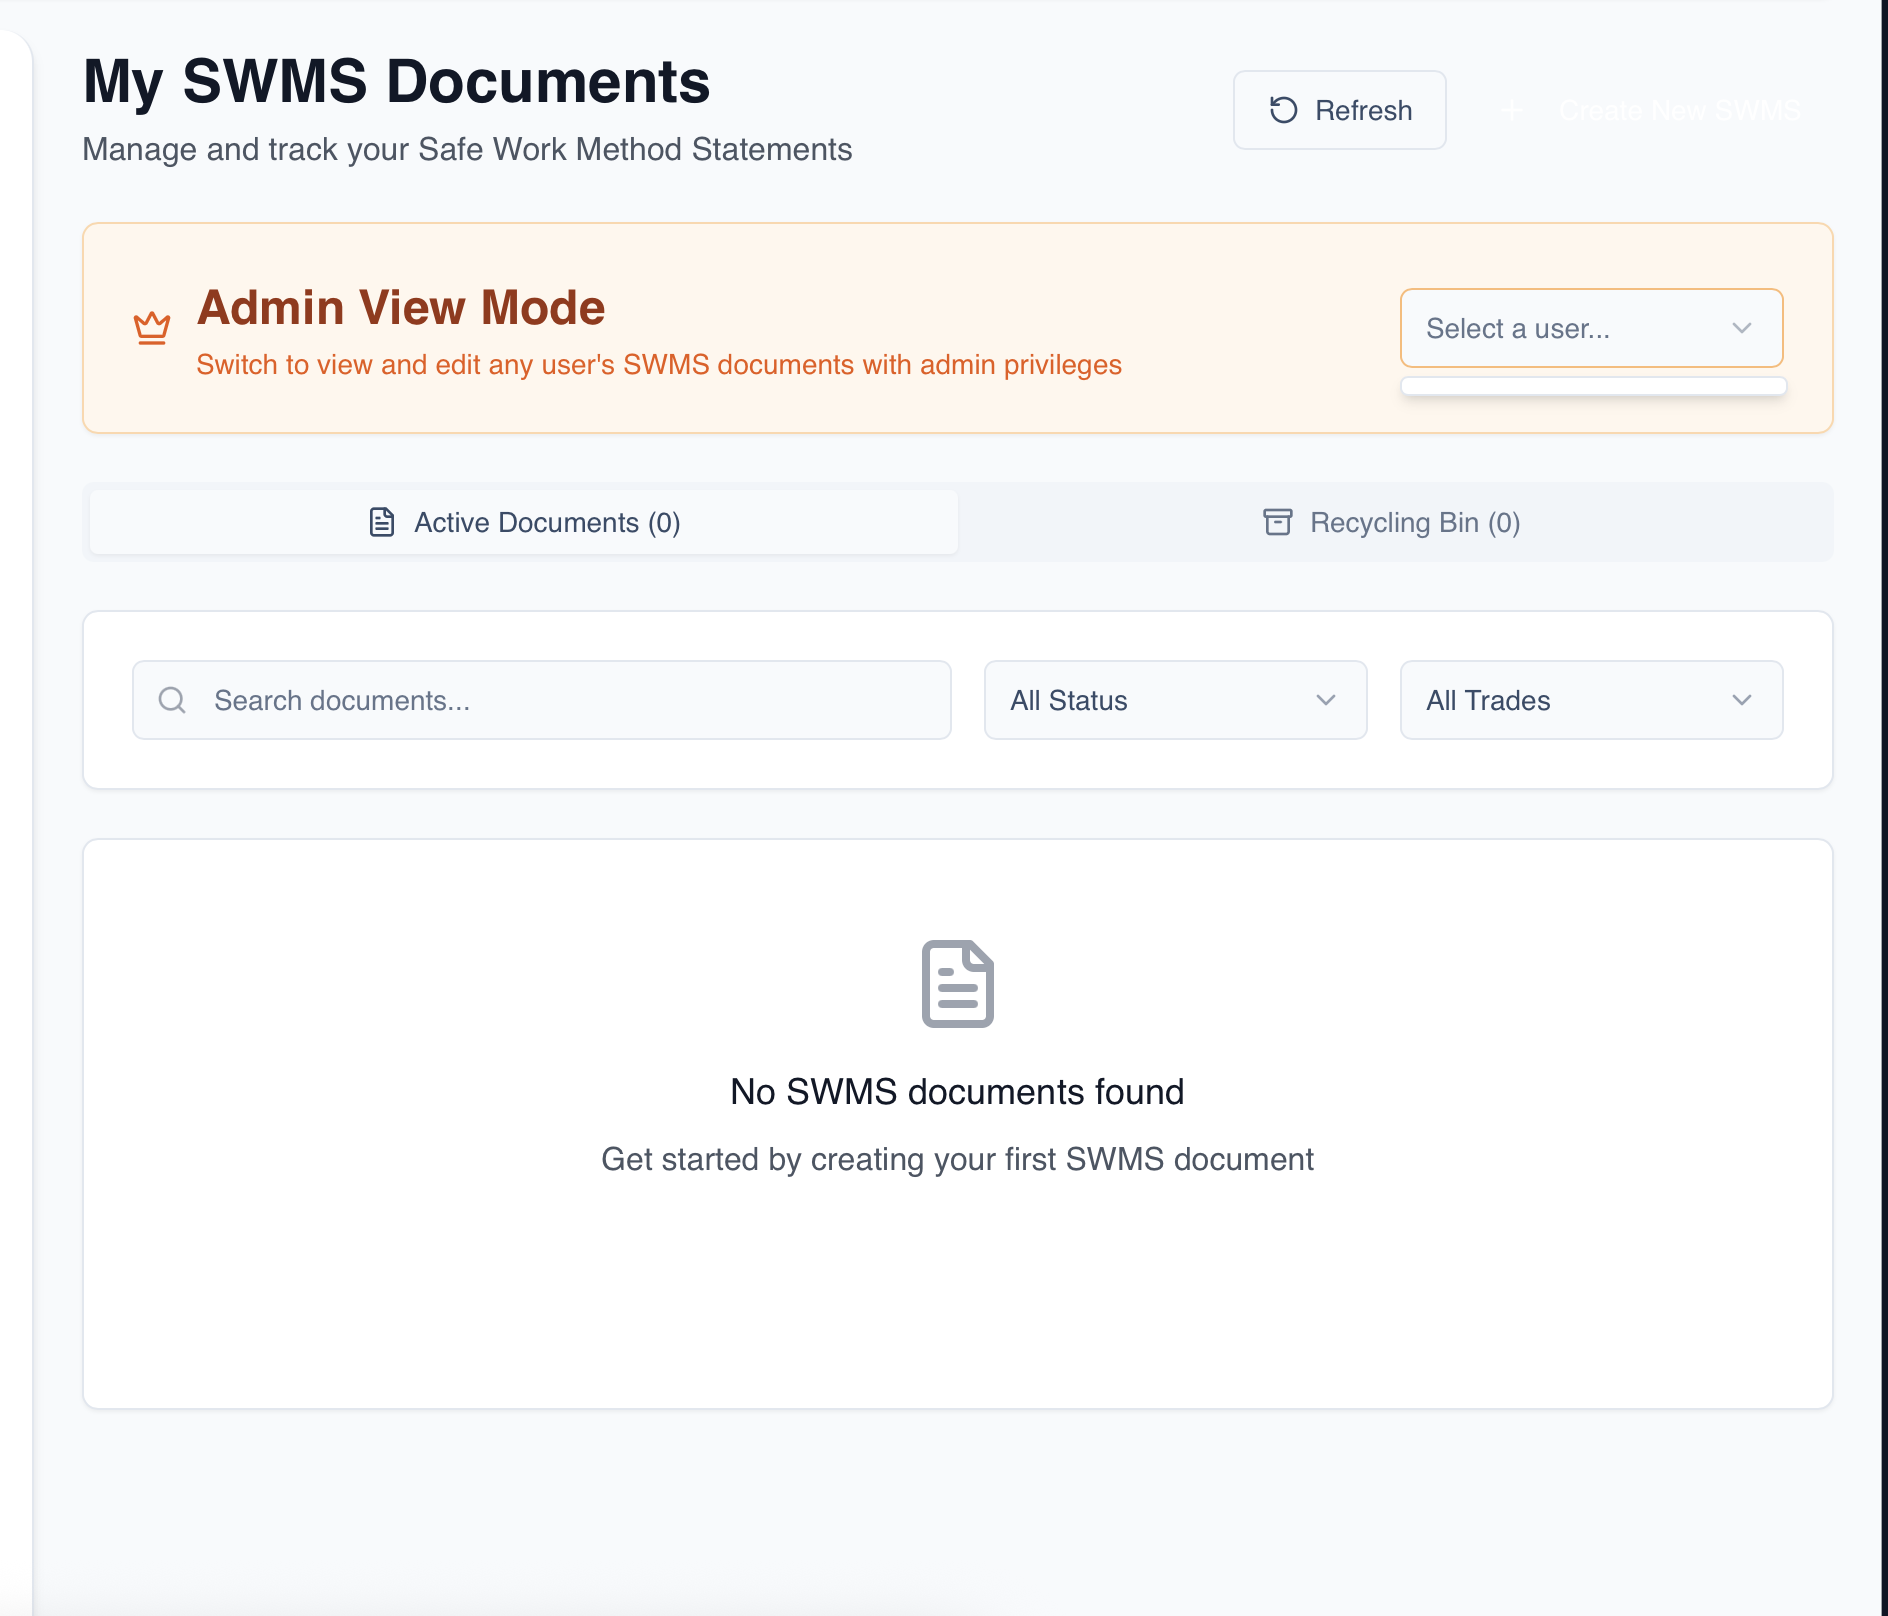 My SWMS Documents
Manage and track your Safe Work Method Statements
Refresh
Create New SWMS
Admin View Mode
Switch to view and edit any user's SWMS documents with admin privileges
Select a user...
Active Documents (0)
Recycling Bin (0)
Search documents...
All Status
All Trades
No SWMS documents found
Get started by creating your first SWMS document